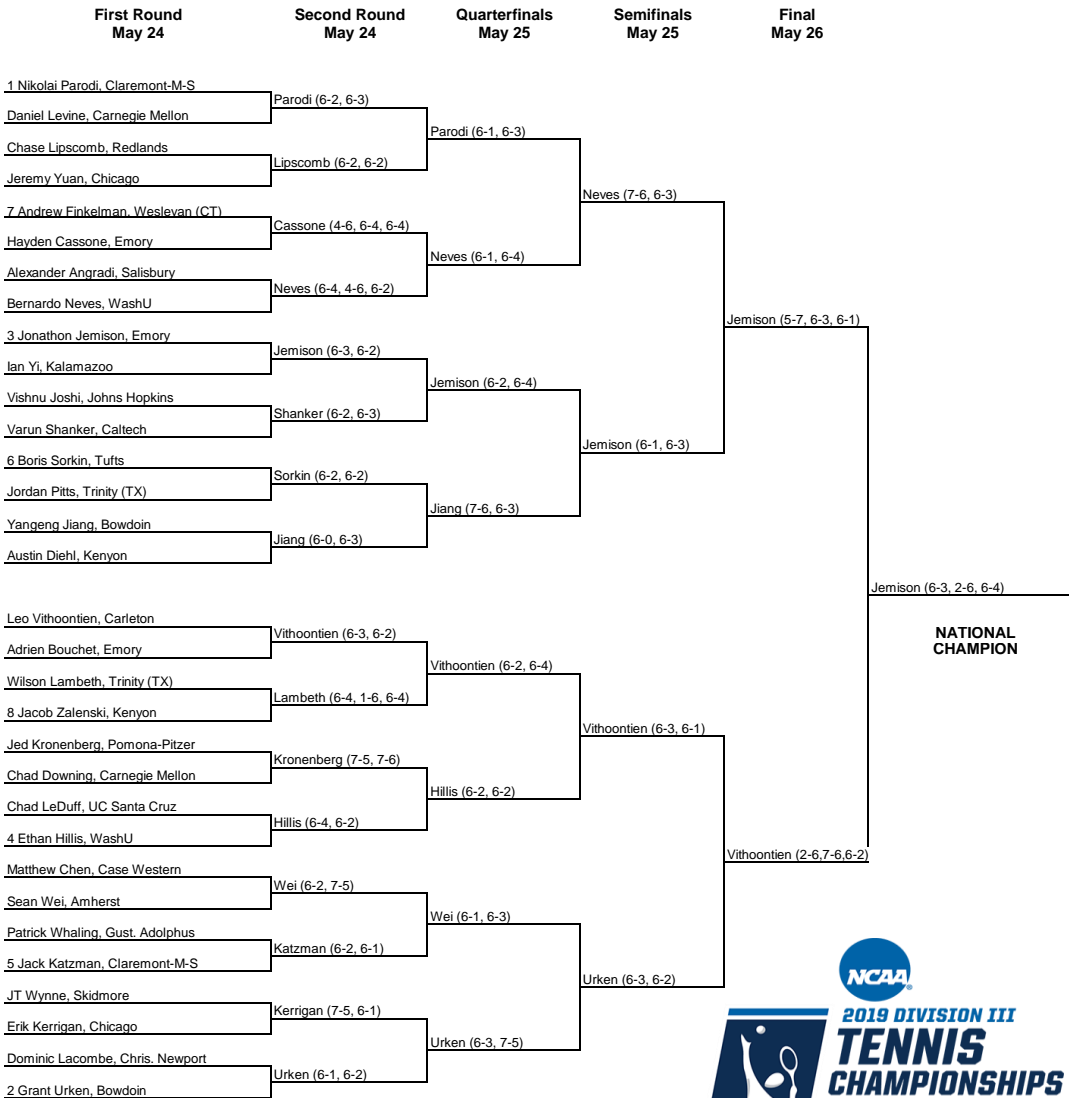 First Round
May 24
Second Round
May 24
Quarterfinals
May 25
Semifinals
May 25
Final
May 26
1 Nikolai Parodi, Claremont-M-S
Daniel Levine, Carnegie Mellon
Chase Lipscomb, Redlands
Jeremy Yuan, Chicago
7 Andrew Finkelman, Weslevan (CT)
Hayden Cassone, Emory
Alexander Angradi, Salisbury
Bernardo Neves, WashU
3 Jonathon Jemison, Emory
Ian Yi, Kalamazoo
Vishnu Joshi, Johns Hopkins
Varun Shanker, Caltech
6 Boris Sorkin, Tufts
Jordan Pitts, Trinity (TX)
Yangeng Jiang, Bowdoin
Austin Diehl, Kenyon
Leo Vithoontien, Carleton
Adrien Bouchet, Emory
Wilson Lambeth, Trinity (TX)
8 Jacob Zalenski, Kenyon
Jed Kronenberg, Pomona-Pitzer
Chad Downing, Carnegie Mellon
Chad LeDuff, UC Santa Cruz
4 Ethan Hillis, WashU
Matthew Chen, Case Western
Sean Wei, Amherst
Patrick Whaling, Gust. Adolphus
5 Jack Katzman, Claremont-M-S
JT Wynne, Skidmore
Erik Kerrigan, Chicago
Dominic Lacombe, Chris. Newport
2 Grant Urken, Bowdoin
Parodi (6-2, 6-3)
Lipscomb (6-2, 6-2)
Cassone (4-6, 6-4, 6-4)
Neves (6-4, 4-6, 6-2)
Jemison (6-3, 6-2)
Shanker (6-2, 6-3)
Sorkin (6-2, 6-2)
Jiang (6-0, 6-3)
Vithoontien (6-3, 6-2)
Lambeth (6-4, 1-6, 6-4)
Kronenberg (7-5, 7-6)
Hillis (6-4, 6-2)
Wei (6-2, 7-5)
Katzman (6-2, 6-1)
Kerrigan (7-5, 6-1)
Urken (6-1, 6-2)
Parodi (6-1, 6-3)
Neves (6-1, 6-4)
Jemison (6-2, 6-4)
Jiang (7-6, 6-3)
Vithoontien (6-2, 6-4)
Hillis (6-2, 6-2)
Wei (6-1, 6-3)
Urken (6-3, 7-5)
Neves (7-6, 6-3)
Jemison (6-1, 6-3)
Vithoontien (6-3, 6-1)
Urken (6-3, 6-2)
Jemison (5-7, 6-3, 6-1)
Vithoontien (2-6,7-6,6-2)
Jemison (6-3, 2-6, 6-4)
NATIONAL
CHAMPION
NCAA
2019 DIVISION III
TENNIS
CHAMPIONSHIPS